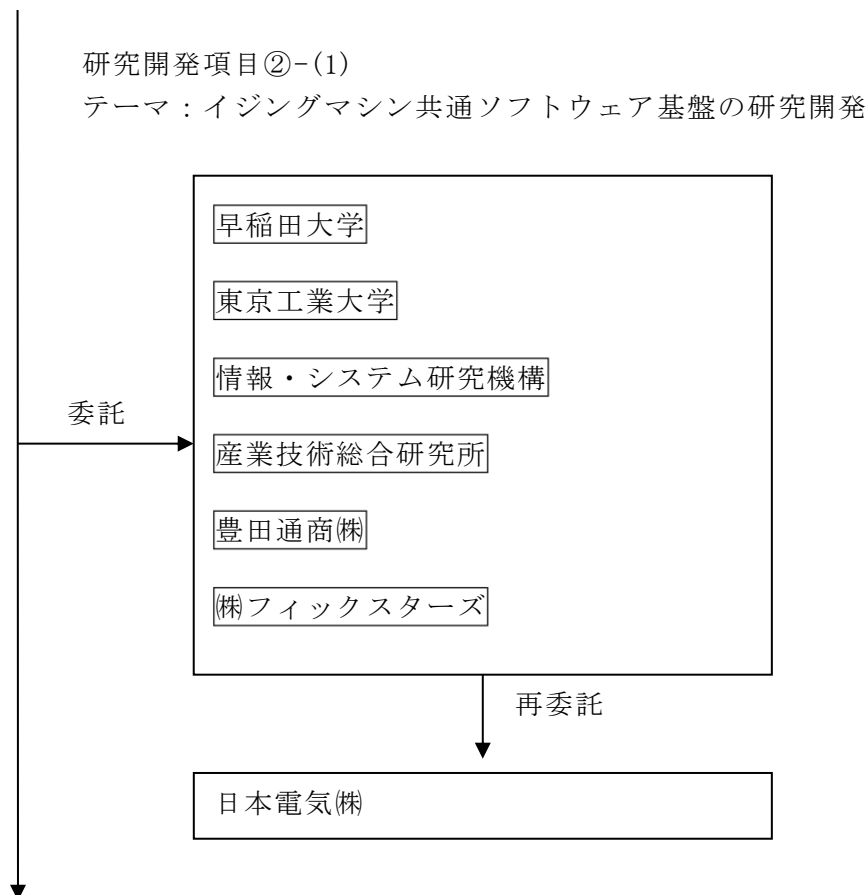 研究開発項目②-(1)
テーマ：イジングマシン共通ソフトウェア基盤の研究開発
早稲田大学
東京工業大学
情報・システム研究機構
委託
産業技術総合研究所
豊田通商㈱
㈱フィックスターズ
再委託
日本電気㈱